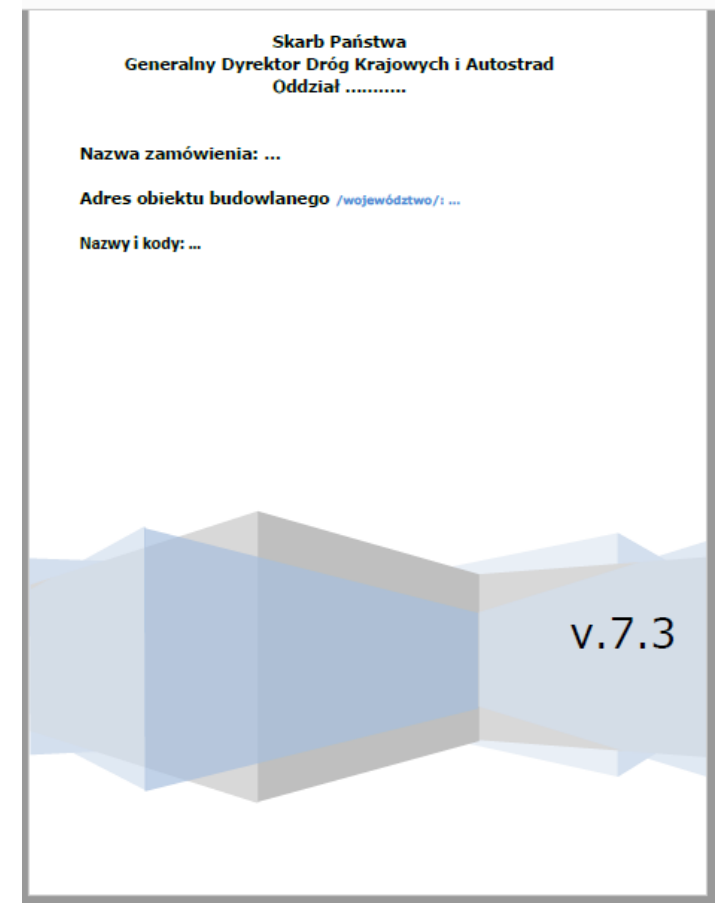 Skarb Państwa
Generalny Dyrektor Dróg Krajowych i Autostrad
Oddział ...........
Nazwa zamówienia: ...
Adres obiektu budowlanego /województwo/: ...
Nazwy i kody: ...
v.7.3